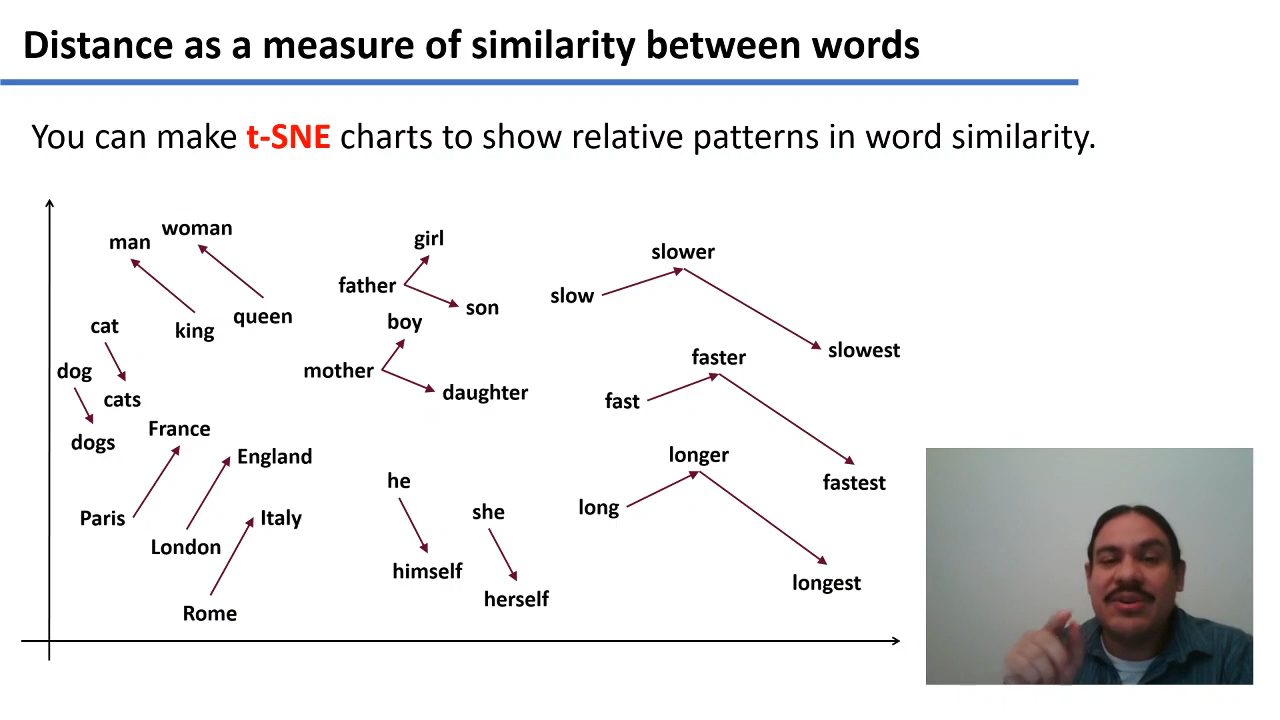 Distance as a measure of similarity between words
You can make t-SNE charts to show relative patterns in word similarity.
man
woman
king
queen
cat
cats
dog
dogs
France
Paris
England
London
Italy
Rome
girl
father
son
boy
mother
daughter
he
himself
she
herself
slow
slower
slowest
fast
faster
fastest
long
longer
longest